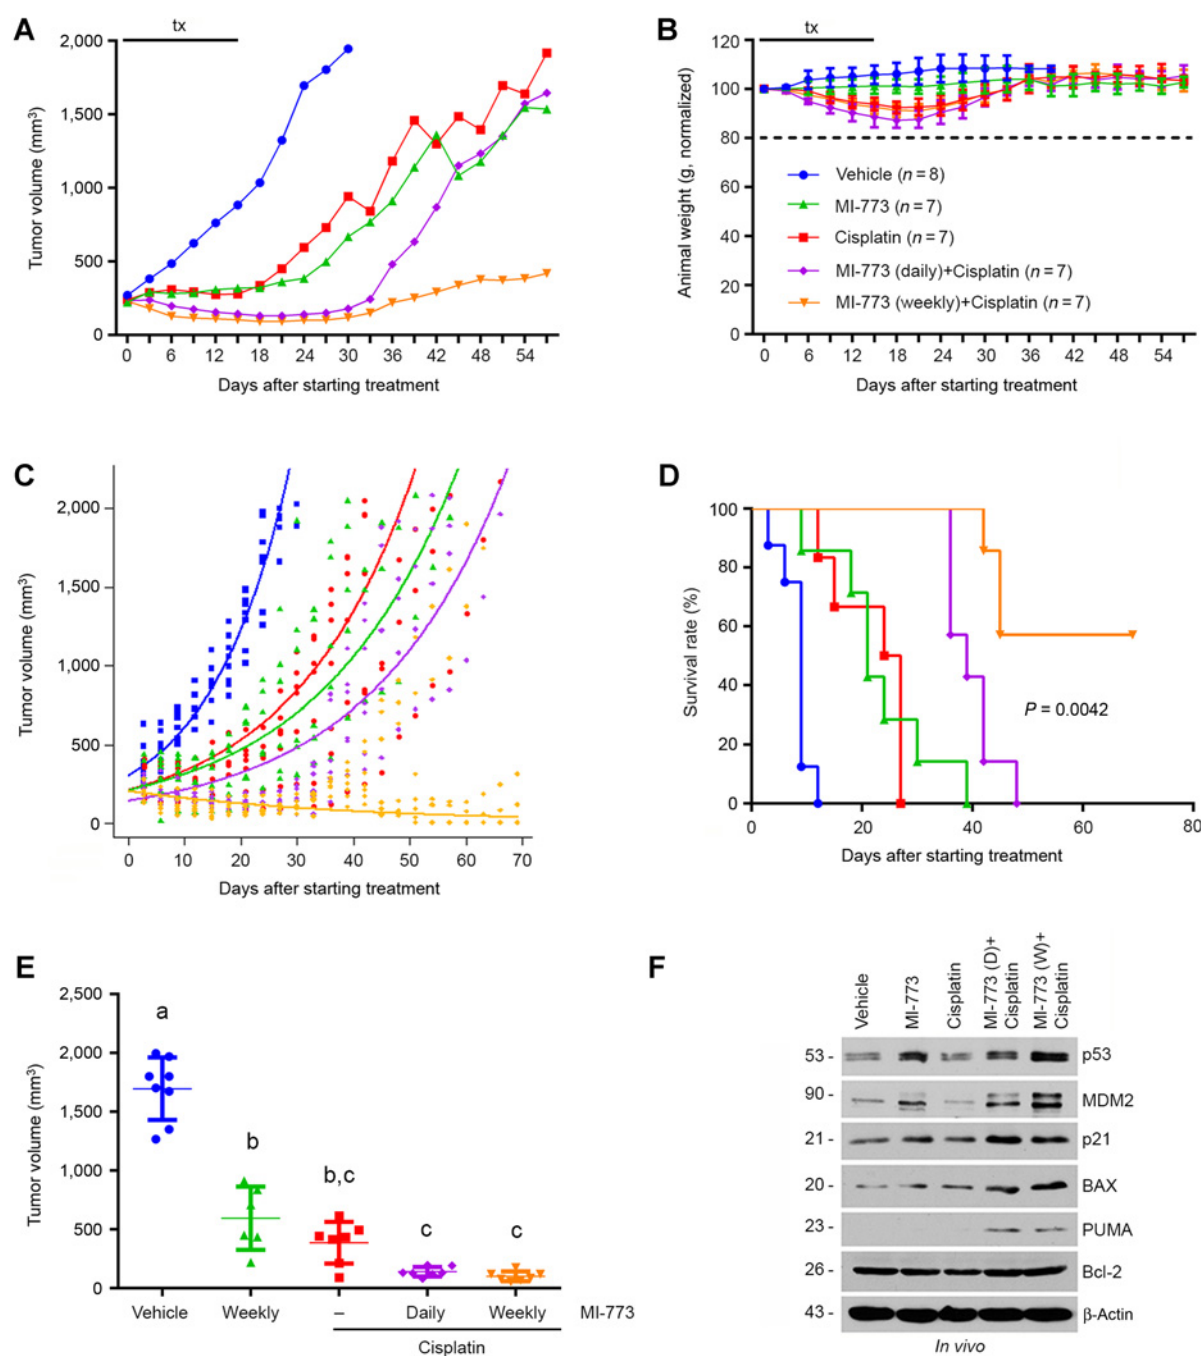 A
tx
2,000
1,500
1,000
500
0
Tumor volume (mm³)
0 6 12 18 24 30 36 42 48 54
Days after starting treatment
B
tx
120
100
80
60
40
20
0
Animal weight (g, normalized)
Vehicle (n = 8)
MI-773 (n = 7)
Cisplatin (n = 7)
MI-773 (daily)+Cisplatin (n = 7)
MI-773 (weekly)+Cisplatin (n = 7)
0 6 12 18 24 30 36 42 48 54
Days after starting treatment
C
2,000
1,500
1,000
500
0
Tumor volume (mm³)
0 10 20 30 40 50 60 70
Days after starting treatment
D
100
80
60
40
20
0
Survival rate (%)
P = 0.0042
0 20 40 60 80
Days after starting treatment
E
2,500
2,000
1,500
1,000
500
0
Tumor volume (mm³)
a
b
b,c
c
c
Vehicle Weekly – Daily Weekly MI-773
Cisplatin
F
Vehicle
MI-773
Cisplatin
MI-773 (D)+
Cisplatin
MI-773 (W)+
Cisplatin
53 - p53
90 - MDM2
21 - p21
20 - BAX
23 - PUMA
26 - Bcl-2
43 - β-Actin
In vivo